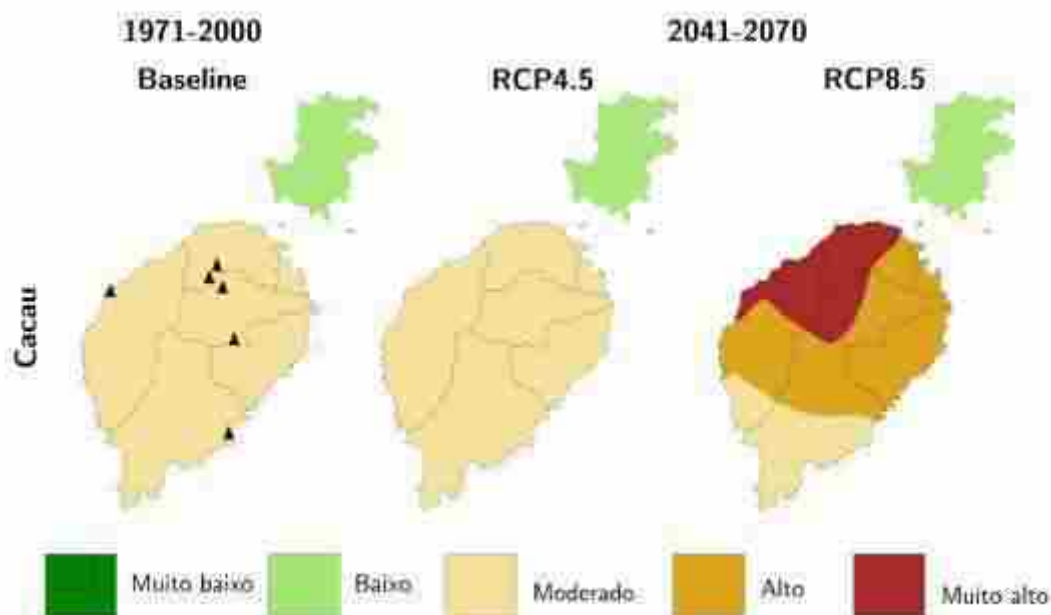 1971-2000
2041-2070
Baseline
RCP4.5
RCP8.5
Cacau
Muito baixo
Baixo
Moderado
Alto
Muito alto